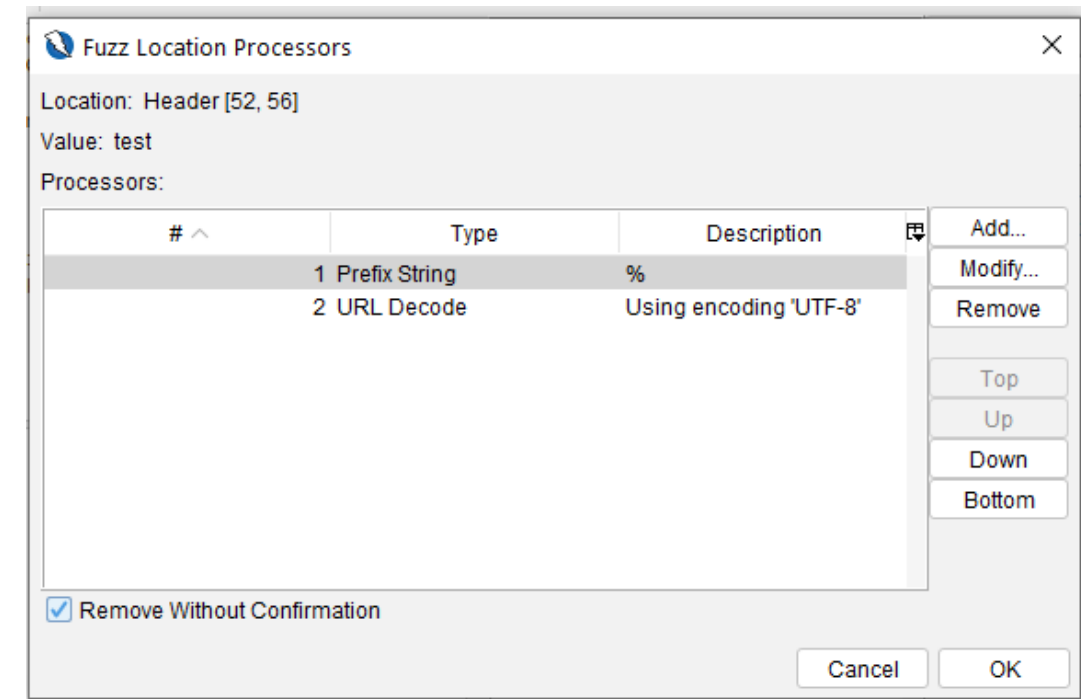 Fuzz Location Processors
Location: Header [52, 56]
Value: test
Processors:
# Type Description
1 Prefix String %
2 URL Decode Using encoding 'UTF-8'
Add...
Modify...
Remove
Top
Up
Down
Bottom
Remove Without Confirmation
Cancel OK